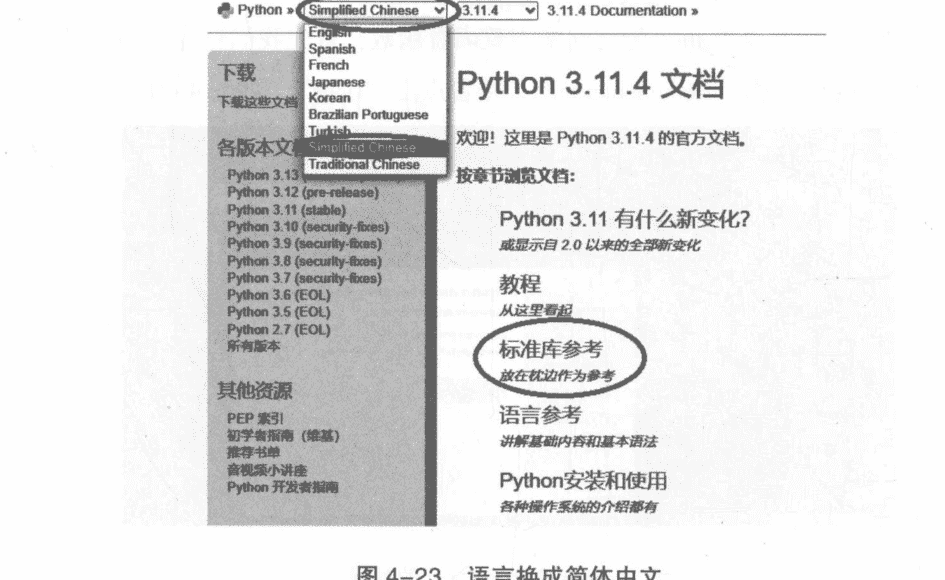 Python » Simplified Chinese 3.11.4 3.11.4 Documentation »
English
Spanish
French
Japanese
Korean
Brazilian Portuguese
Turkish
Simplified Chinese
Traditional Chinese
下载
下载这些文档
各版本文
Python 3.13
Python 3.12 (pre-release)
Python 3.11 (stable)
Python 3.10 (security-fixes)
Python 3.9 (security-fixes)
Python 3.8 (security-fixes)
Python 3.7 (security-fixes)
Python 3.6 (EOL)
Python 3.5 (EOL)
Python 2.7 (EOL)
所有版本
其他资源
PEP 索引
初学者指南（维基）
推荐书单
音视频小讲座
Python 开发者指南
Python 3.11.4 文档
欢迎！这里是 Python 3.11.4 的官方文档。
按章节浏览文档：
Python 3.11 有什么新变化？
或显示自 2.0 以来的全部新变化
教程
从这里看起
标准库参考
放在枕边作为参考
语言参考
讲解基础内容和基本语法
Python安装和使用
各种操作系统的介绍都有
图 4-23 语言换成简体中文